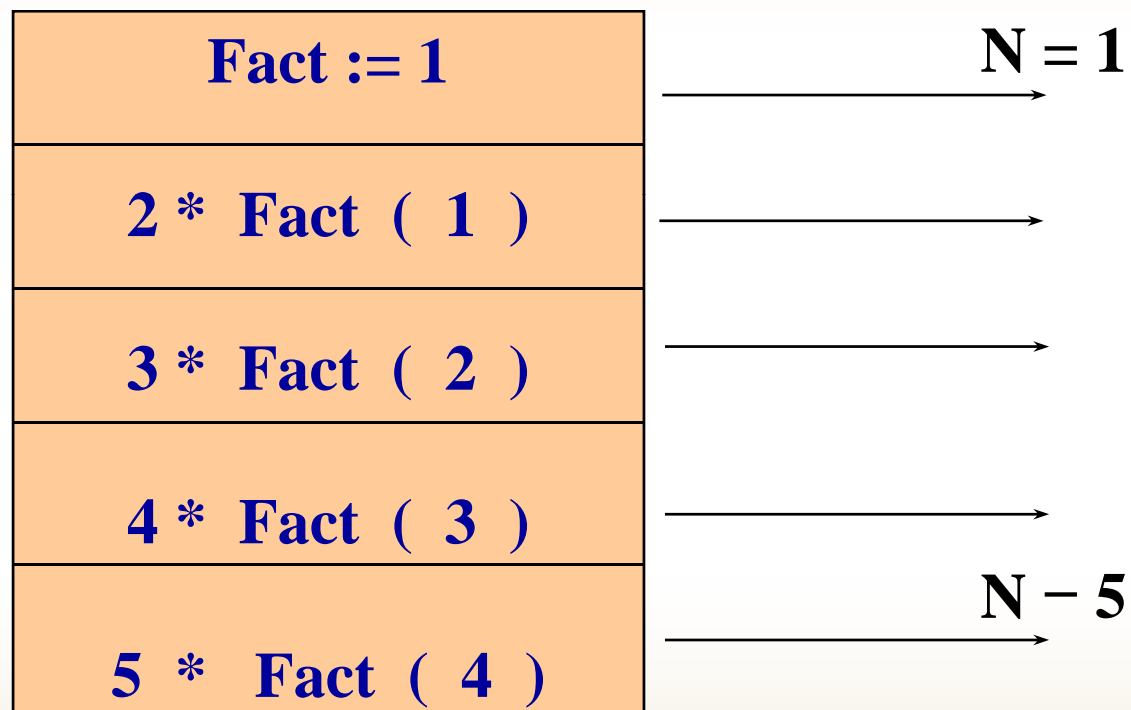 Fact := 1
N = 1
2 * Fact ( 1 )
3 * Fact ( 2 )
4 * Fact ( 3 )
N − 5
5 * Fact ( 4 )